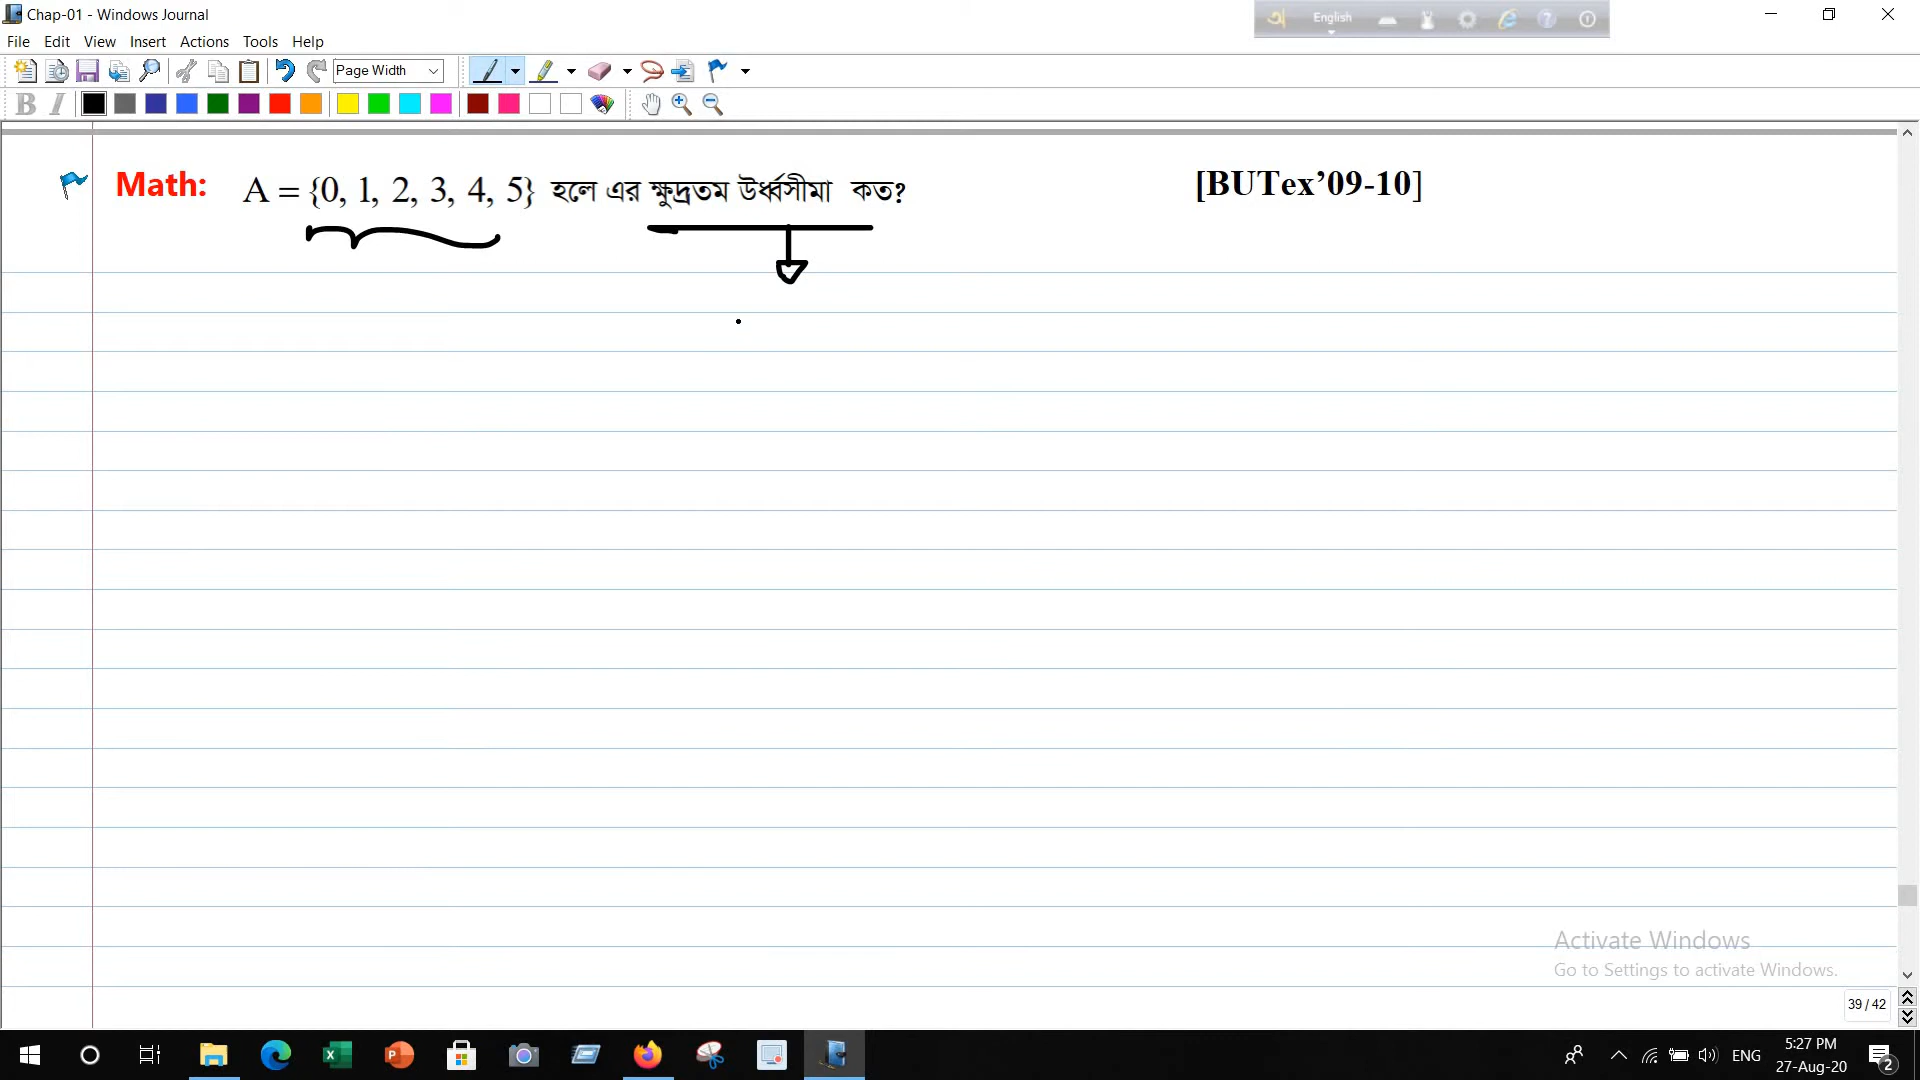 Chap-01 - Windows Journal
English
File Edit View Insert Actions Tools Help
Page Width
B I
Math: A = {0, 1, 2, 3, 4, 5} হলে এর ক্ষুদ্রতম উর্ধ্বসীমা কত? [BUTex’09-10]
Activate Windows
Go to Settings to activate Windows.
39 / 42
ENG
5:27 PM
27-Aug-20
2